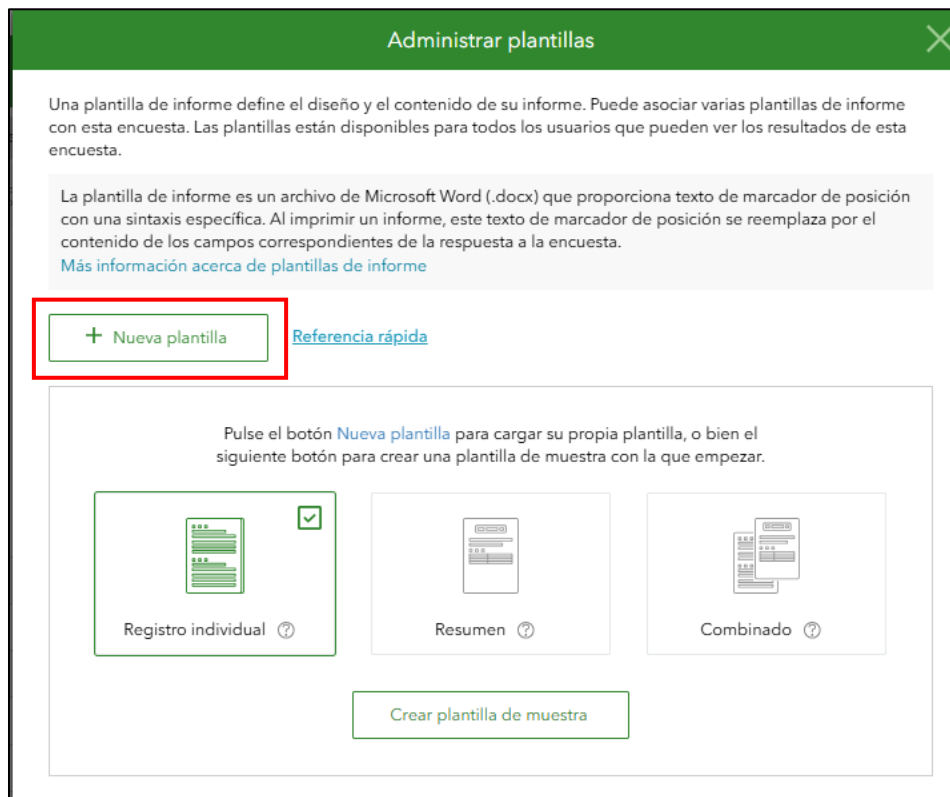 Administrar plantillas
Una plantilla de informe define el diseño y el contenido de su informe. Puede asociar varias plantillas de informe
con esta encuesta. Las plantillas están disponibles para todos los usuarios que pueden ver los resultados de esta
encuesta.
La plantilla de informe es un archivo de Microsoft Word (.docx) que proporciona texto de marcador de posición
con una sintaxis específica. Al imprimir un informe, este texto de marcador de posición se reemplaza por el
contenido de los campos correspondientes de la respuesta a la encuesta.
Más información acerca de plantillas de informe
+ Nueva plantilla Referencia rápida
Pulse el botón Nueva plantilla para cargar su propia plantilla, o bien el
siguiente botón para crear una plantilla de muestra con la que empezar.
Registro individual ? Resumen ? Combinado ?
Crear plantilla de muestra